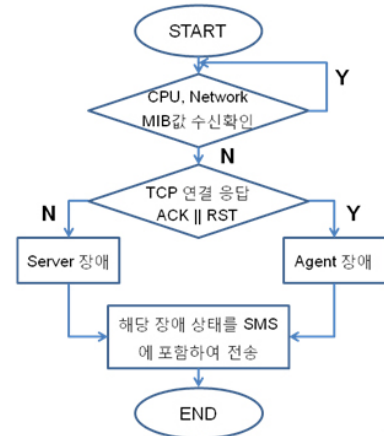 START
Y
CPU, Network
MIB값 수신확인
N
TCP 연결 응답
ACK || RST
N
Y
Server 장애
Agent 장애
해당 장애 상태를 SMS
에 포함하여 전송
END